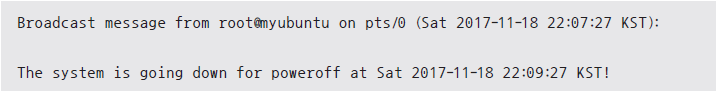 Broadcast message from root@myubuntu on pts/0 (Sat 2017-11-18 22:07:27 KST):
The system is going down for poweroff at Sat 2017-11-18 22:09:27 KST!